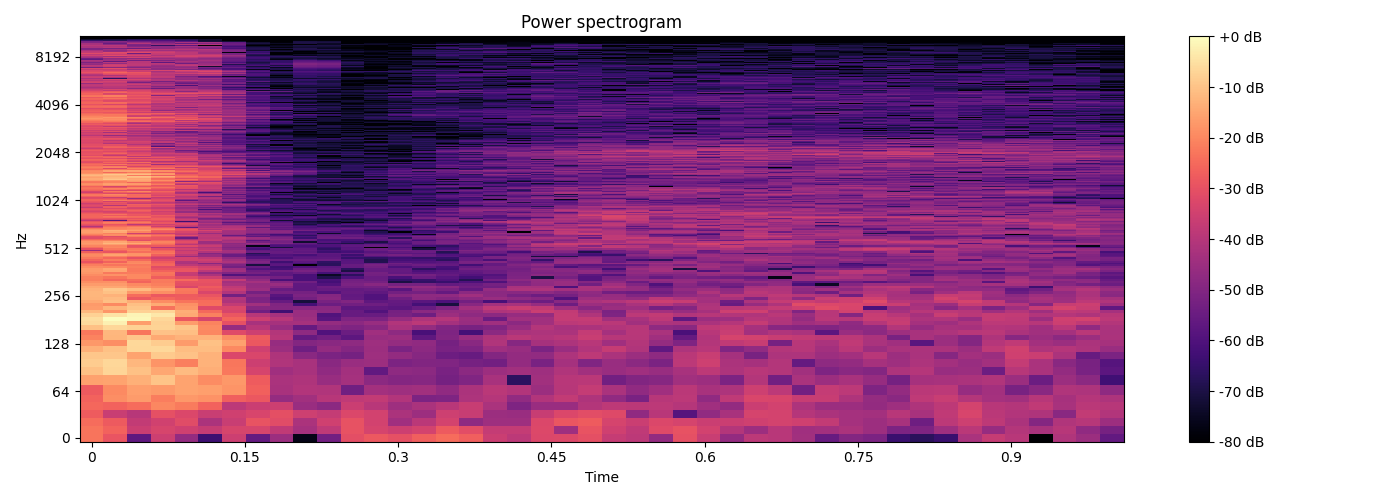 Power spectrogram
Hz
8192
4096
2048
1024
512
256
128
64
0
0 0.15 0.3 0.45 0.6 0.75 0.9
Time
+0 dB
-10 dB
-20 dB
-30 dB
-40 dB
-50 dB
-60 dB
-70 dB
-80 dB